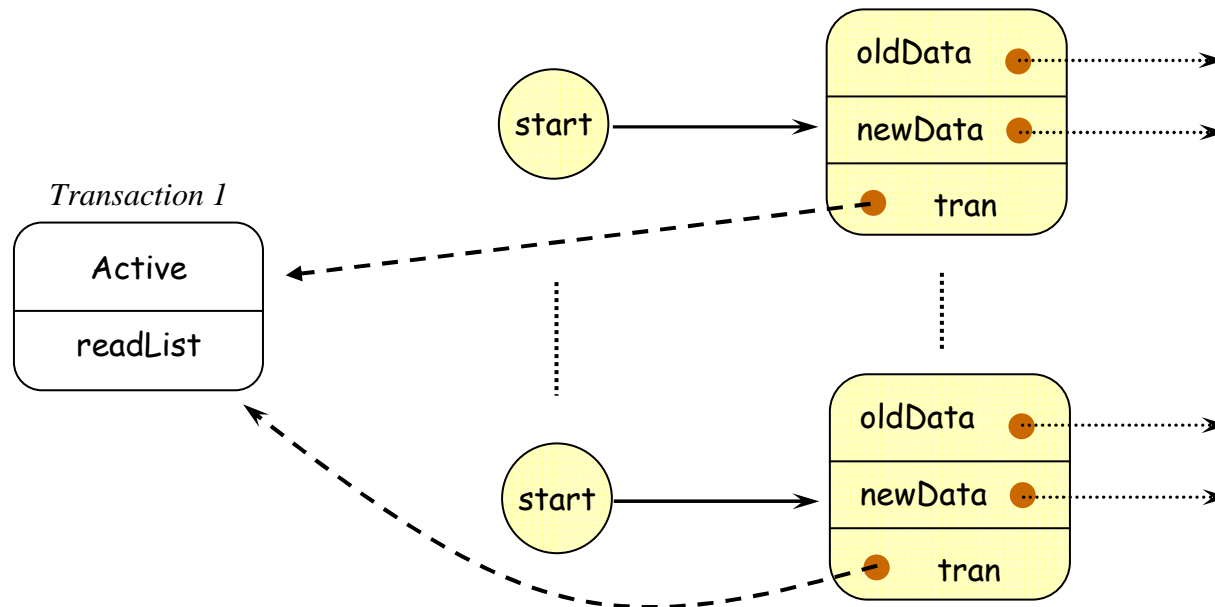 oldData
start
newData
Transaction 1
tran
Active
readList
oldData
start
newData
tran